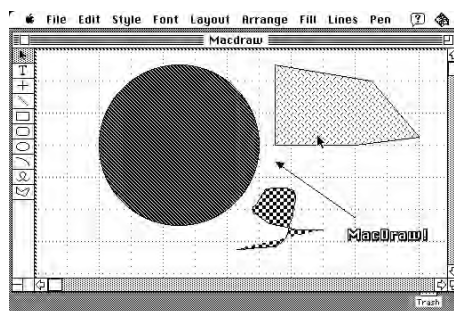 File Edit Style Font Layout Arrange Fill Lines Pen ?
Macdraw
T
MacDraw!
Trash